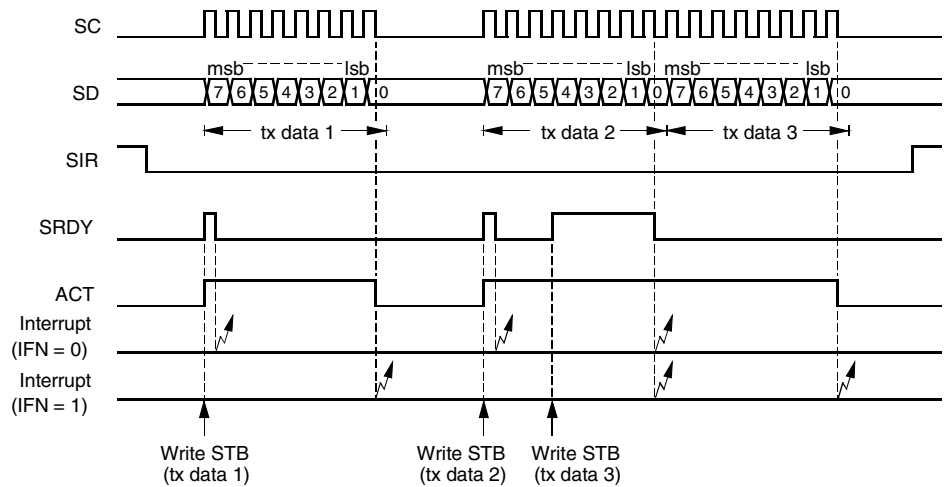 SC
msb lsb msb lsb msb lsb
SD 7 6 5 4 3 2 1 0 7 6 5 4 3 2 1 0 7 6 5 4 3 2 1 0
tx data 1 tx data 2 tx data 3
SIR
SRDY
ACT
Interrupt
(IFN = 0)
Interrupt
(IFN = 1)
Write STB Write STB Write STB
(tx data 1) (tx data 2) (tx data 3)